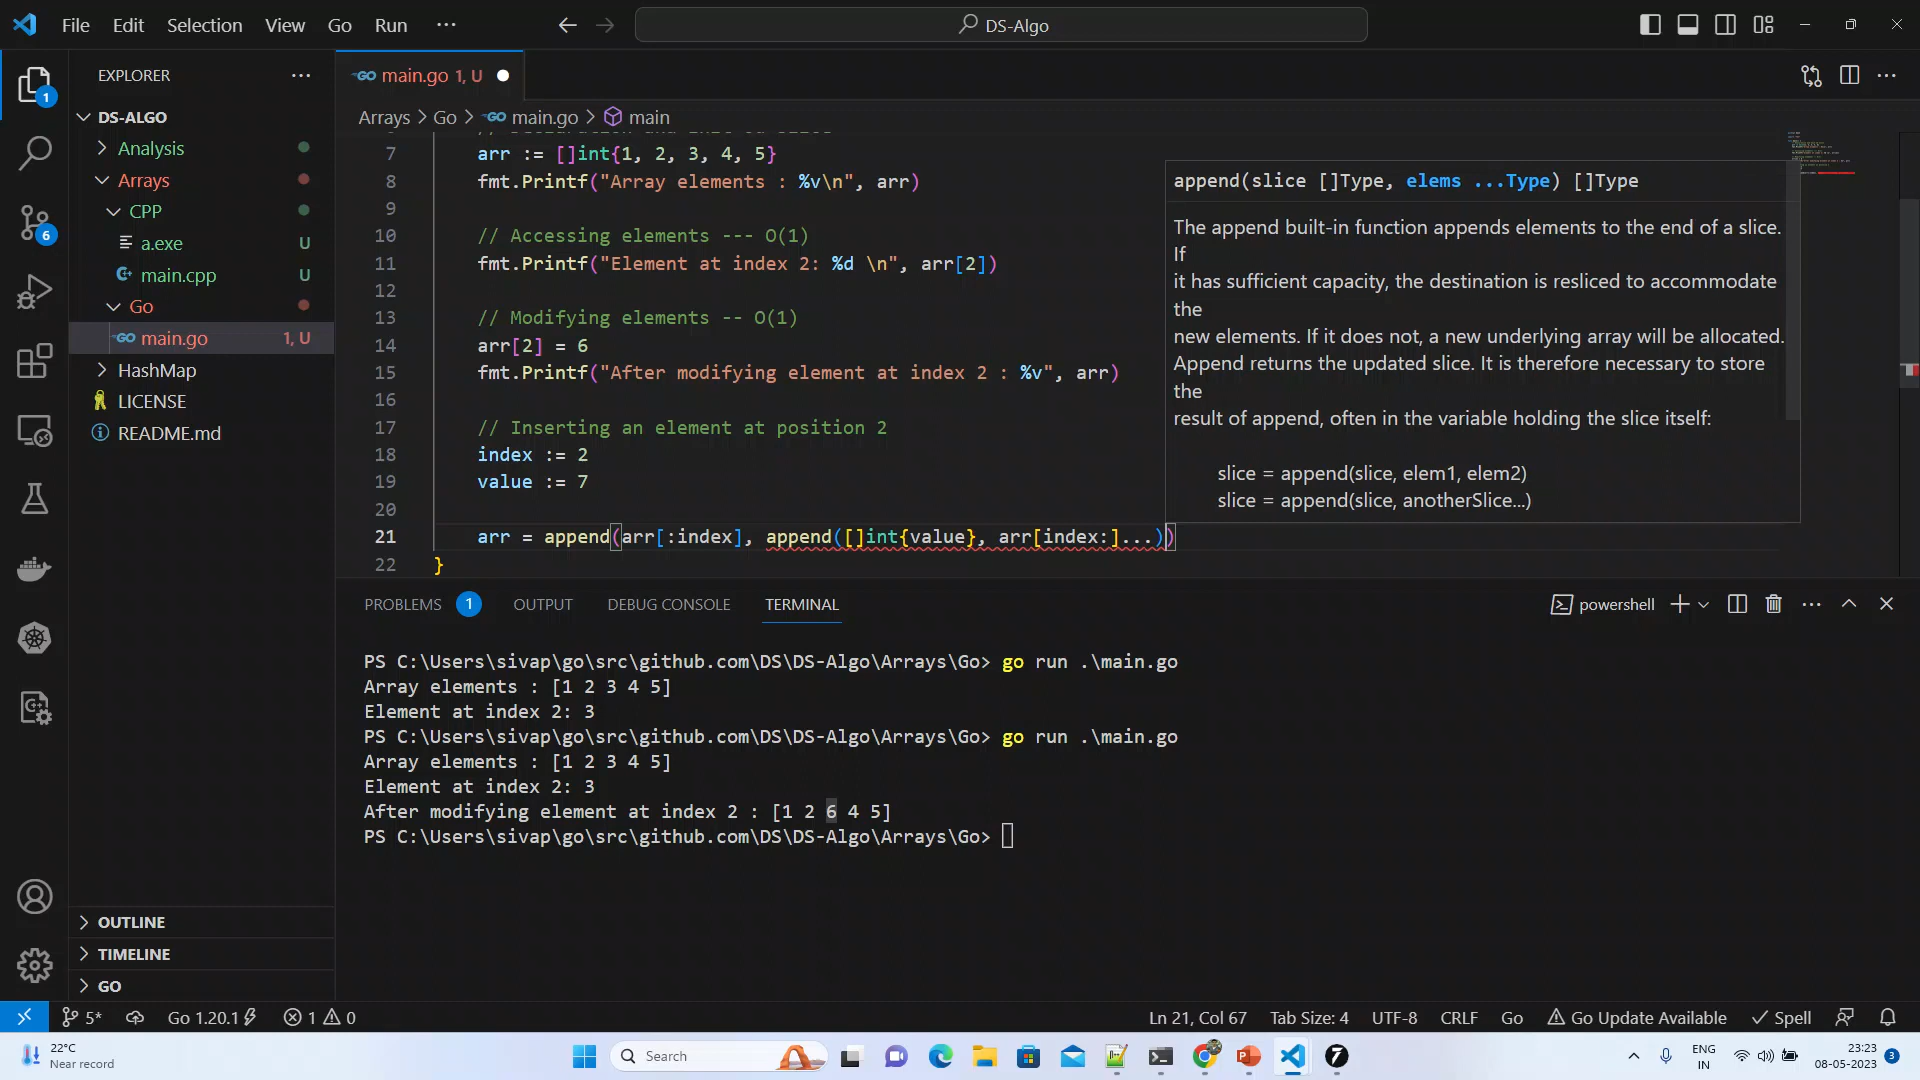 File Edit Selection View Go Run ···
DS-Algo
EXPLORER
DS-ALGO
Analysis
Arrays
CPP
a.exe U
main.cpp U
Go
main.go 1, U
HashMap
LICENSE
README.md
OUTLINE
TIMELINE
GO
main.go 1, U
Arrays > Go > main.go > main
7 arr := []int{1, 2, 3, 4, 5}
8 fmt.Printf("Array elements : %v\n", arr)
9
10 // Accessing elements --- O(1)
11 fmt.Printf("Element at index 2: %d \n", arr[2])
12
13 // Modifying elements -- O(1)
14 arr[2] = 6
15 fmt.Printf("After modifying element at index 2 : %v", arr)
16
17 // Inserting an element at position 2
18 index := 2
19 value := 7
20
21 arr = append(arr[:index], append([]int{value}, arr[index:]...))
22 }
append(slice []Type, elems ...Type) []Type
The append built-in function appends elements to the end of a slice.
If
it has sufficient capacity, the destination is resliced to accommodate
the
new elements. If it does not, a new underlying array will be allocated.
Append returns the updated slice. It is therefore necessary to store
the
result of append, often in the variable holding the slice itself:
slice = append(slice, elem1, elem2)
slice = append(slice, anotherSlice...)
PROBLEMS 1 OUTPUT DEBUG CONSOLE TERMINAL
powershell
PS C:\Users\sivap\go\src\github.com\DS\DS-Algo\Arrays\Go> go run .\main.go
Array elements : [1 2 3 4 5]
Element at index 2: 3
PS C:\Users\sivap\go\src\github.com\DS\DS-Algo\Arrays\Go> go run .\main.go
Array elements : [1 2 3 4 5]
Element at index 2: 3
After modifying element at index 2 : [1 2 6 4 5]
PS C:\Users\sivap\go\src\github.com\DS\DS-Algo\Arrays\Go>
1
6
5* Go 1.20.1 1 0 Ln 21, Col 67 Tab Size: 4 UTF-8 CRLF Go Go Update Available Spell
22°C
Near record
Search
ENG
IN
23:23
08-05-2023
3